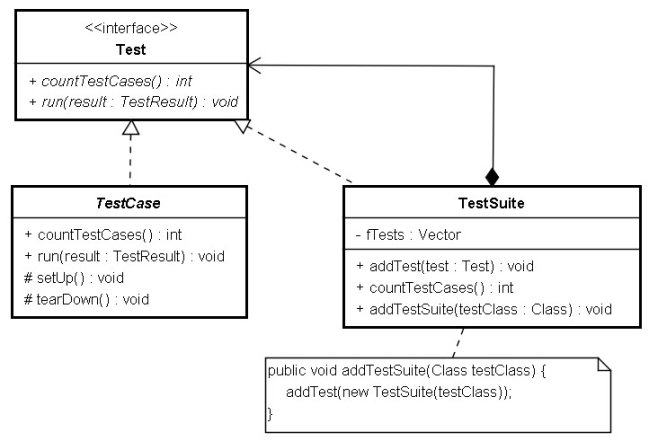 <<interface>>
Test
+ countTestCases() : int
+ run(result : TestResult) : void
TestCase
+ countTestCases() : int
+ run(result : TestResult) : void
# setUp() : void
# tearDown() : void
TestSuite
- fTests : Vector
+ addTest(test : Test) : void
+ countTestCases() : int
+ addTestSuite(testClass : Class) : void
public void addTestSuite(Class testClass) {
addTest(new TestSuite(testClass));
}